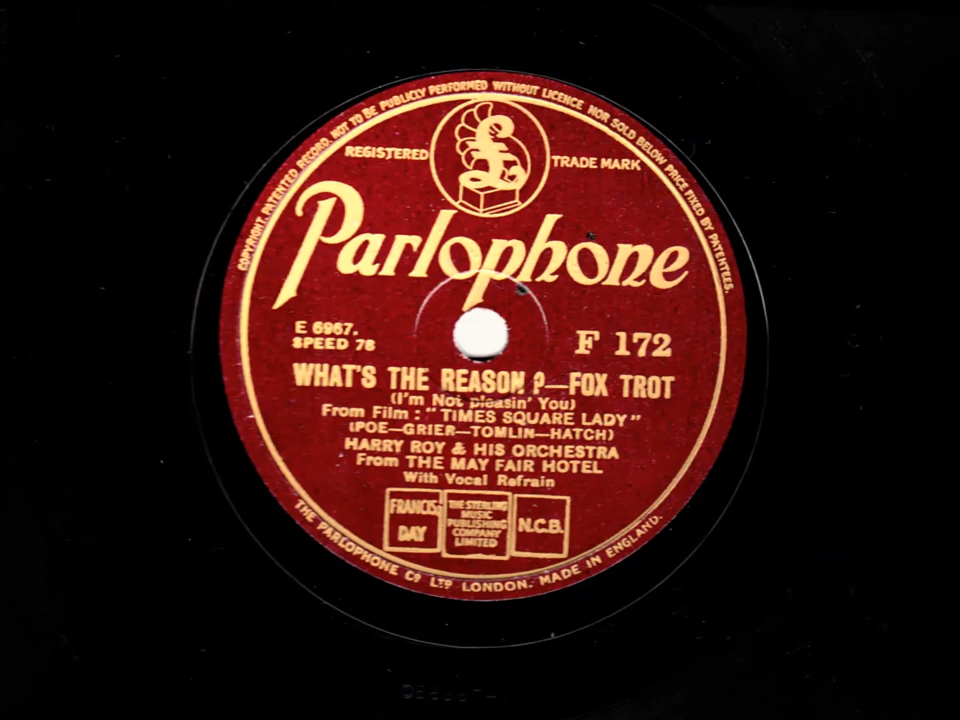 COPYRIGHT. PATENTED RECORD. NOT TO BE PUBLICLY PERFORMED WITHOUT LICENCE NOR SOLD BELOW PRICE FIXED BY PATENTEES.
REGISTERED TRADE MARK
£
Parlophone
E 6967.
SPEED 78
F 172
WHAT'S THE REASON ?—FOX TROT
(I'm Not pleasin' You)
From Film : "TIMES SQUARE LADY"
(POE—GRIER—TOMLIN—HATCH)
HARRY ROY & HIS ORCHESTRA
From THE MAY FAIR HOTEL
With Vocal Refrain
FRANCIS,
DAY
THE STERLING
MUSIC
PUBLISHING
COMPANY
LIMITED
N.C.B.
THE PARLOPHONE Cº LTD LONDON. MADE IN ENGLAND.